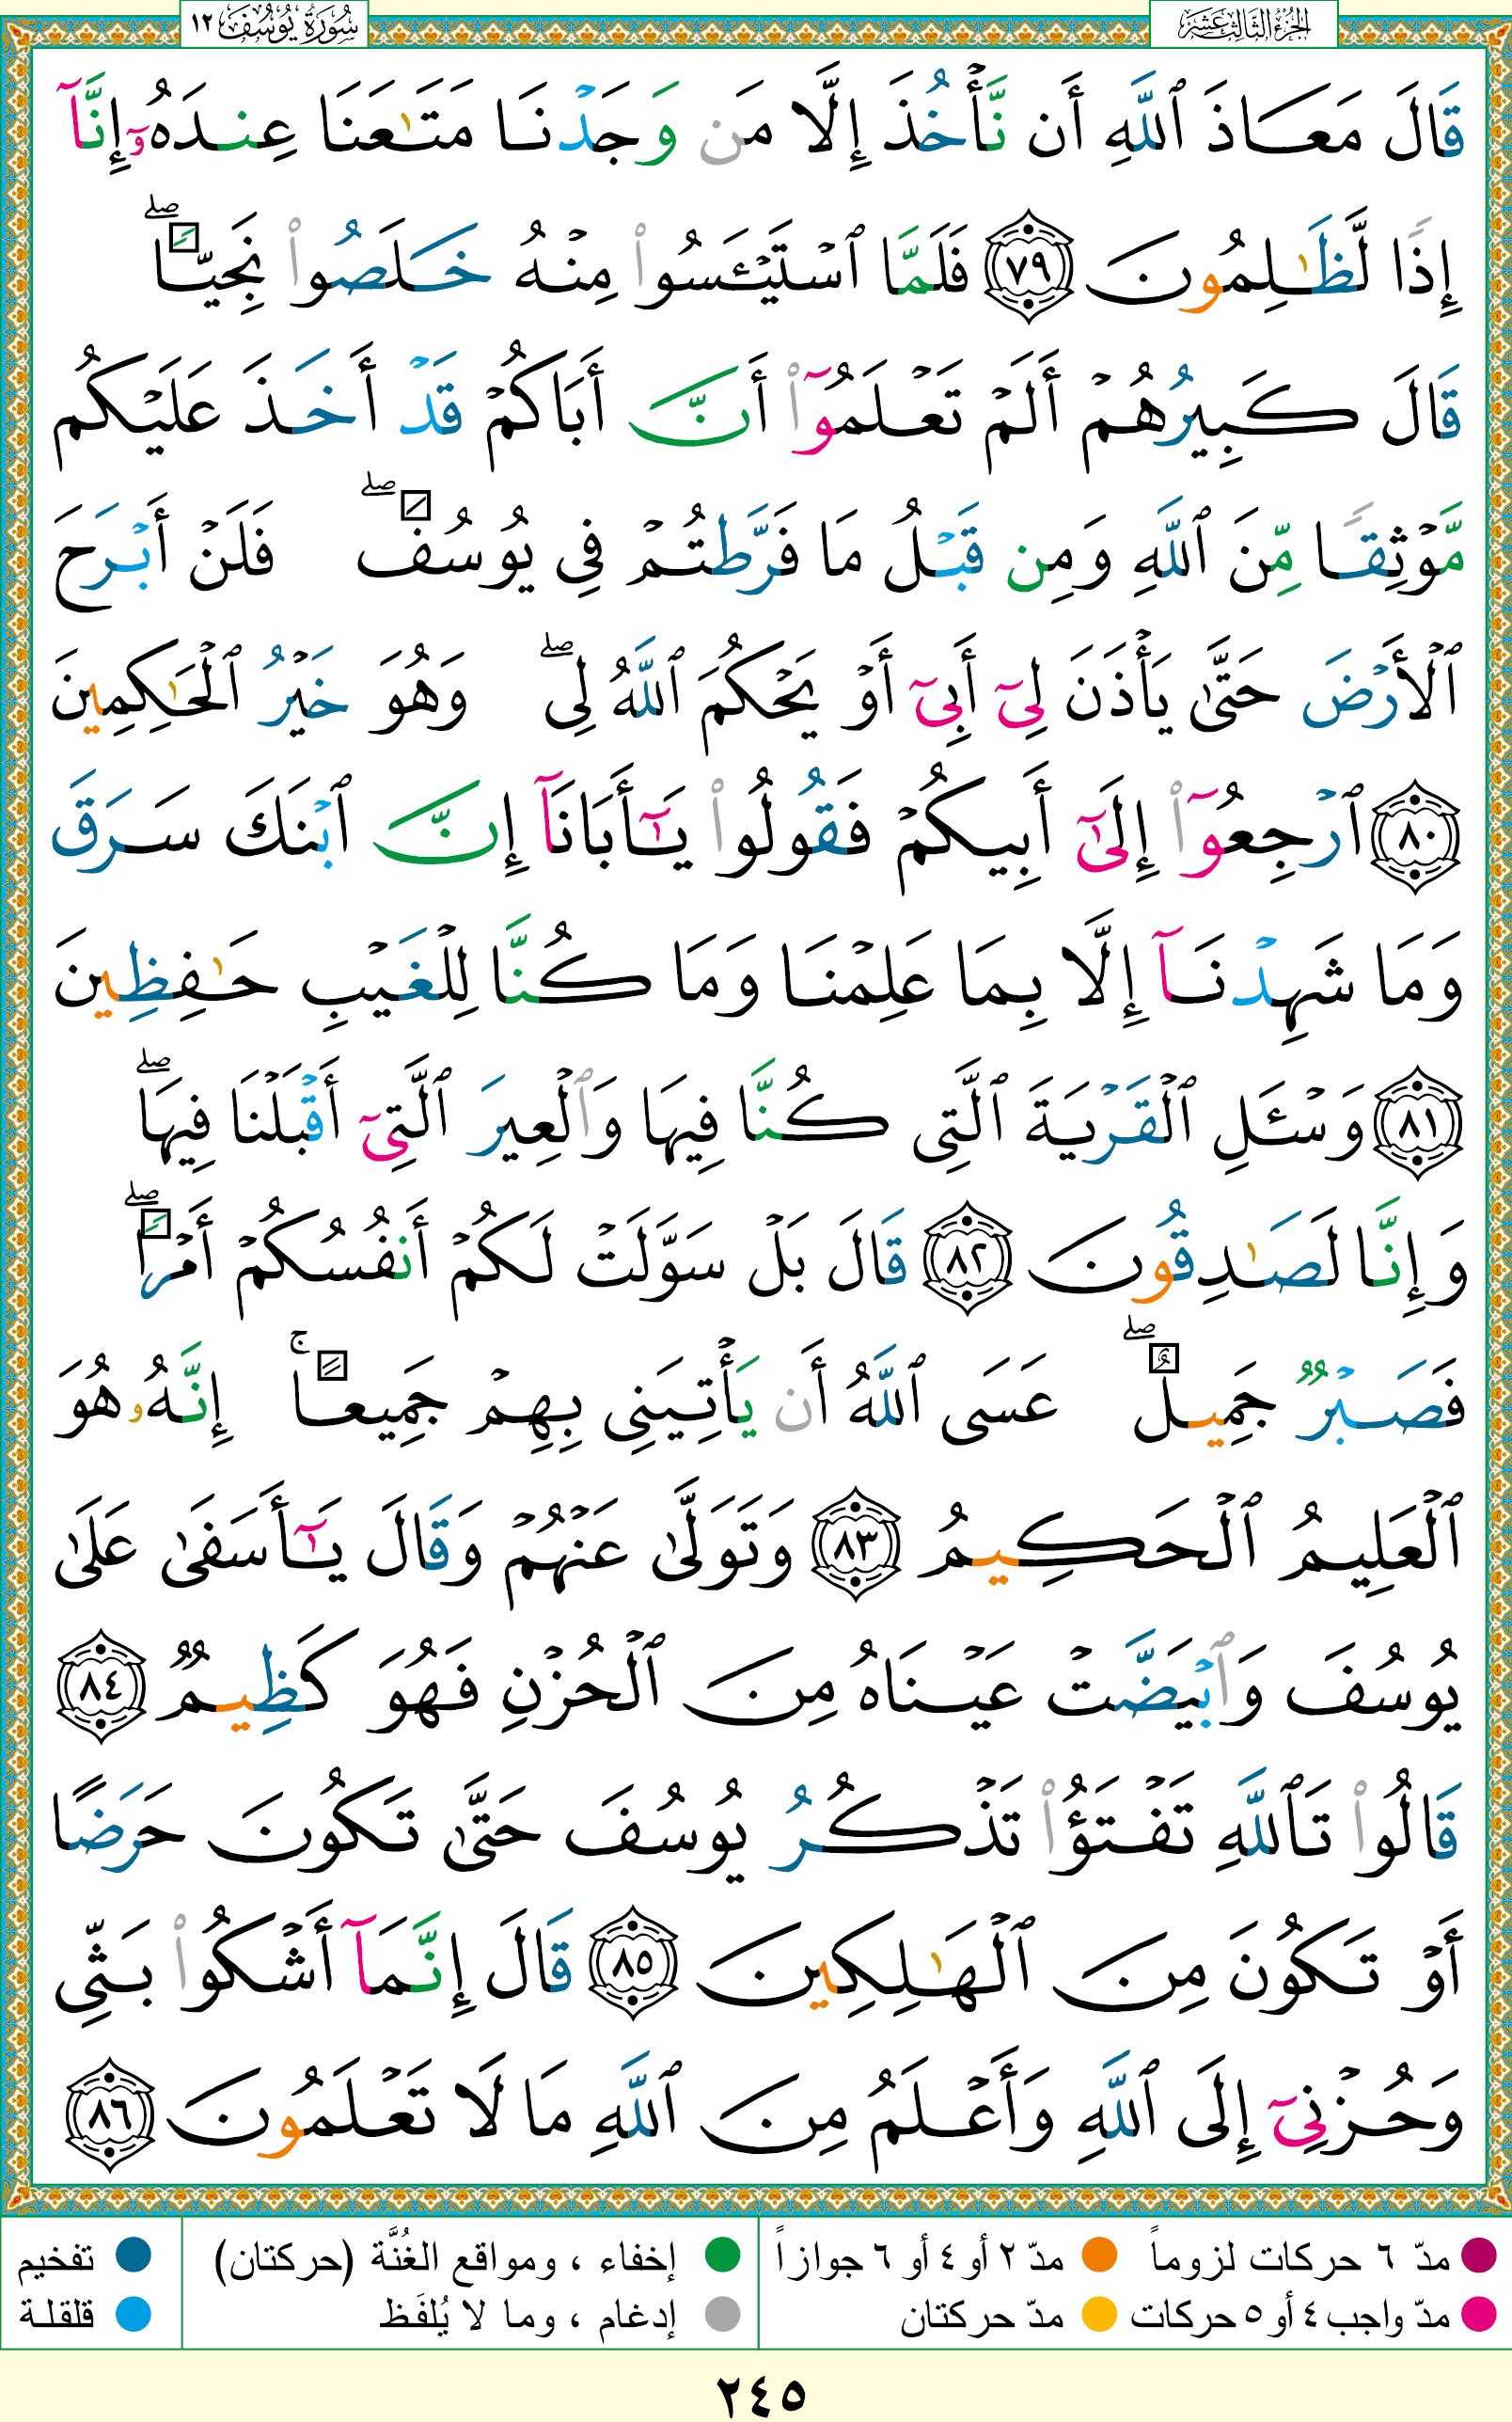 الجزء الثالث عشر
سورة يوسف ١٢
قَالَ مَعَاذَ ٱللَّهِ أَن نَّأۡخُذَ إِلَّا مَن وَجَدۡنَا مَتَٰعَنَا عِندَهُۥٓ إِنَّآ
إِذٗا لَّظَٰلِمُونَ ٧٩ فَلَمَّا ٱسۡتَيۡـَٔسُواْ مِنۡهُ خَلَصُواْ نَجِيّٗاۖ
قَالَ كَبِيرُهُمۡ أَلَمۡ تَعۡلَمُوٓاْ أَنَّ أَبَاكُمۡ قَدۡ أَخَذَ عَلَيۡكُم
مَّوۡثِقٗا مِّنَ ٱللَّهِ وَمِن قَبۡلُ مَا فَرَّطتُمۡ فِي يُوسُفَۖ فَلَنۡ أَبۡرَحَ
ٱلۡأَرۡضَ حَتَّىٰ يَأۡذَنَ لِيٓ أَبِيٓ أَوۡ يَحۡكُمَ ٱللَّهُ لِيۖ وَهُوَ خَيۡرُ ٱلۡحَٰكِمِينَ
٨٠ ٱرۡجِعُوٓاْ إِلَىٰٓ أَبِيكُمۡ فَقُولُواْ يَٰٓأَبَانَآ إِنَّ ٱبۡنَكَ سَرَقَ
وَمَا شَهِدۡنَآ إِلَّا بِمَا عَلِمۡنَا وَمَا كُنَّا لِلۡغَيۡبِ حَٰفِظِينَ
٨١ وَسۡـَٔلِ ٱلۡقَرۡيَةَ ٱلَّتِي كُنَّا فِيهَا وَٱلۡعِيرَ ٱلَّتِيٓ أَقۡبَلۡنَا فِيهَاۖ
وَإِنَّا لَصَٰدِقُونَ ٨٢ قَالَ بَلۡ سَوَّلَتۡ لَكُمۡ أَنفُسُكُمۡ أَمۡرٗاۖ
فَصَبۡرٞ جَمِيلٌۖ عَسَى ٱللَّهُ أَن يَأۡتِيَنِي بِهِمۡ جَمِيعًاۚ إِنَّهُۥ هُوَ
ٱلۡعَلِيمُ ٱلۡحَكِيمُ ٨٣ وَتَوَلَّىٰ عَنۡهُمۡ وَقَالَ يَٰٓأَسَفَىٰ عَلَىٰ
يُوسُفَ وَٱبۡيَضَّتۡ عَيۡنَاهُ مِنَ ٱلۡحُزۡنِ فَهُوَ كَظِيمٞ ٨٤
قَالُواْ تَٱللَّهِ تَفۡتَؤُاْ تَذۡكُرُ يُوسُفَ حَتَّىٰ تَكُونَ حَرَضًا
أَوۡ تَكُونَ مِنَ ٱلۡهَٰلِكِينَ ٨٥ قَالَ إِنَّمَآ أَشۡكُواْ بَثِّي
وَحُزۡنِيٓ إِلَى ٱللَّهِ وَأَعۡلَمُ مِنَ ٱللَّهِ مَا لَا تَعۡلَمُونَ ٨٦
مدّ ٦ حركات لزوماً مدّ ٢ أو ٤ أو ٦ جوازاً إخفاء ، ومواقع الغُنَّة (حركتان) تفخيم
مدّ واجب ٤ أو ٥ حركات مدّ حركتان إدغام ، وما لا يُلفَظ قلقلة
٢٤٥